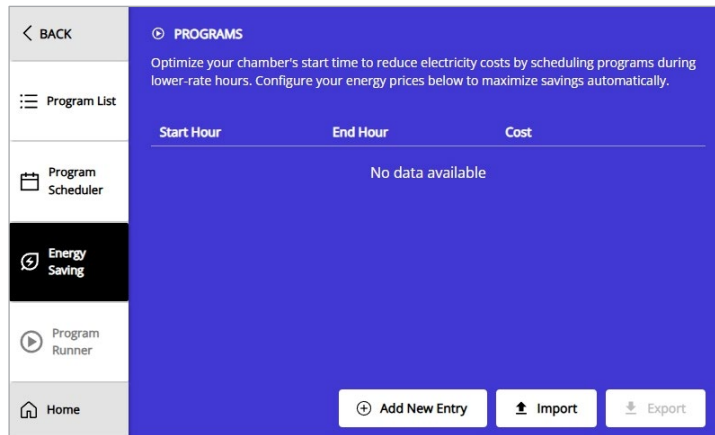 BACK
Program List
Program
Scheduler
Energy
Saving
Program
Runner
Home
PROGRAMS
Optimize your chamber's start time to reduce electricity costs by scheduling programs during
lower-rate hours. Configure your energy prices below to maximize savings automatically.
Start Hour End Hour Cost
No data available
Add New Entry Import Export